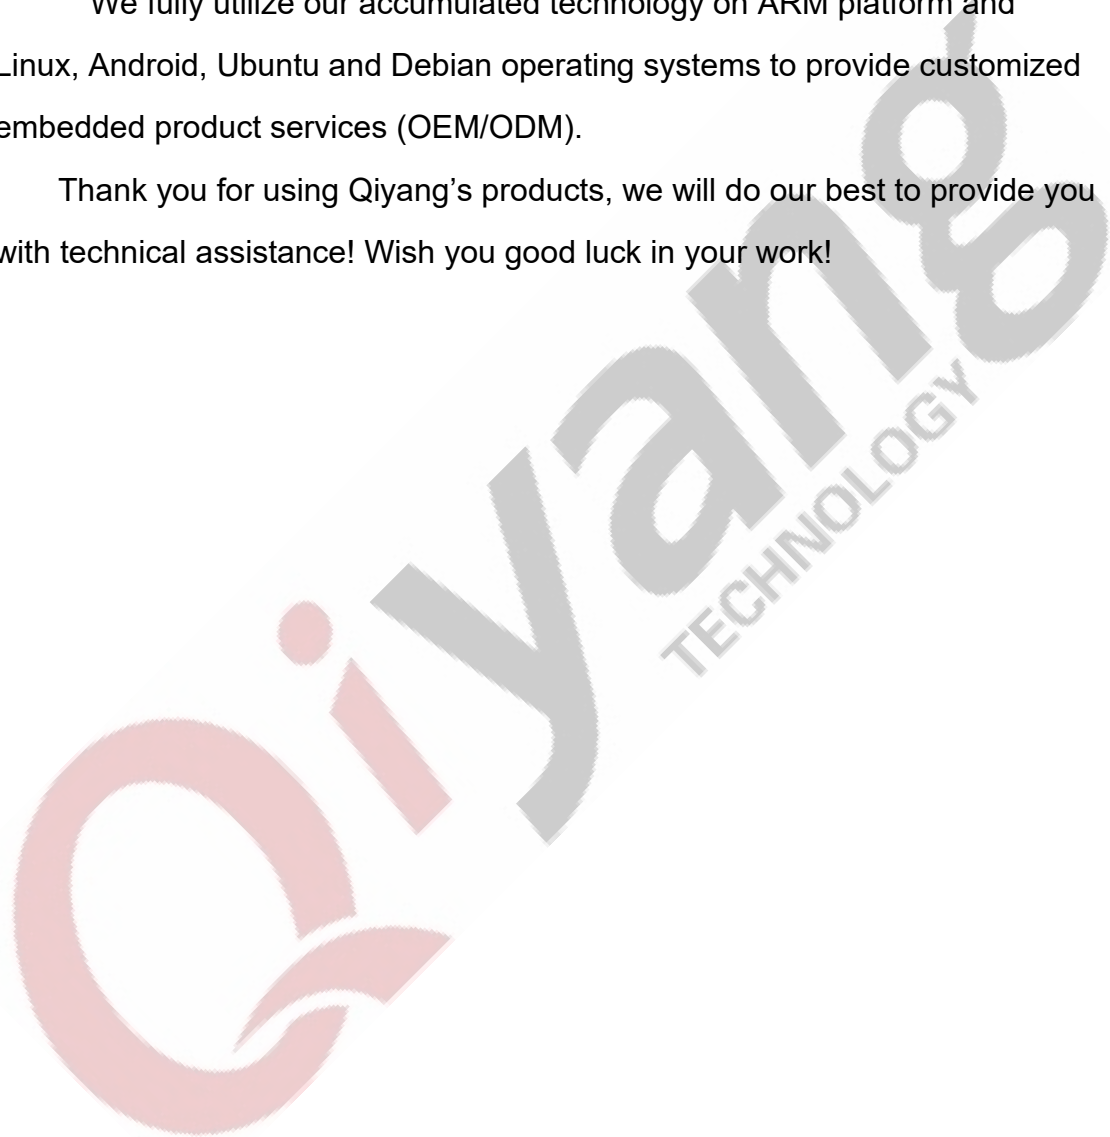 We fully utilize our accumulated technology on ARM platform and
Linux, Android, Ubuntu and Debian operating systems to provide customized
embedded product services (OEM/ODM).
Thank you for using Qiyang’s products, we will do our best to provide you
with technical assistance! Wish you good luck in your work!
Qiyang
TECHNOLOGY